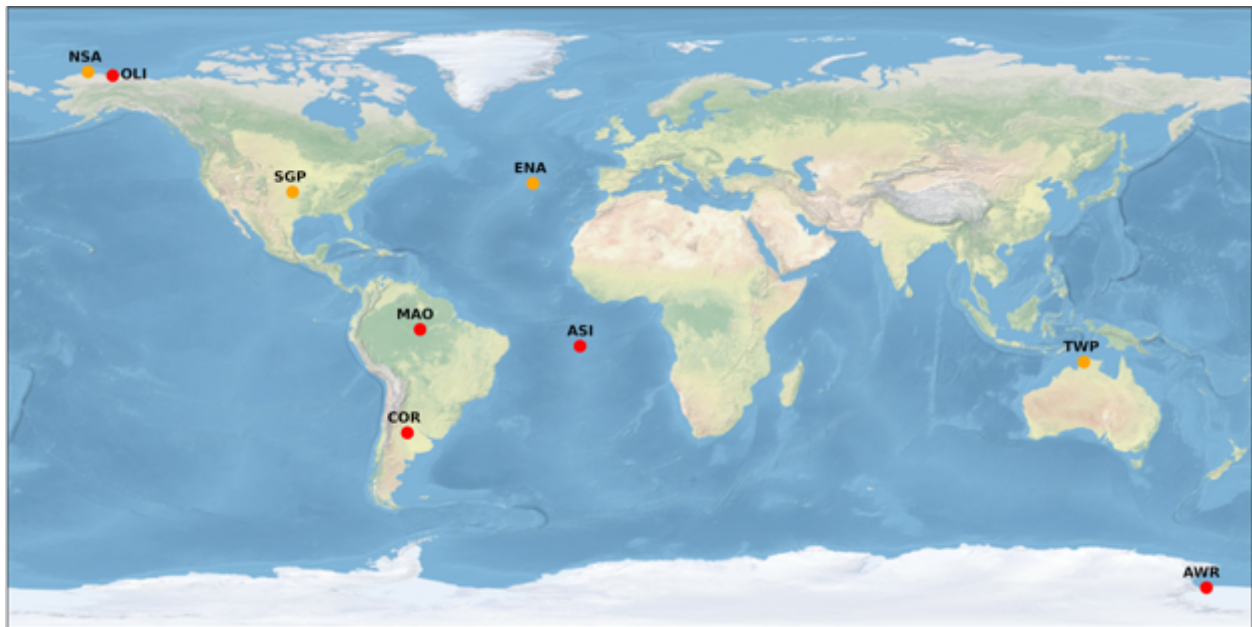 NSA
OLI
ENA
SGP
MAO
ASI
TWP
COR
AWR